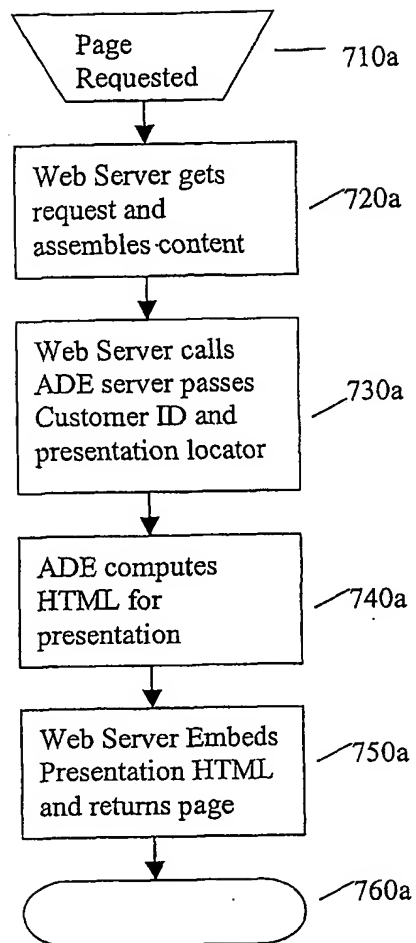 Page
Requested
710a
Web Server gets
request and
assembles content
720a
Web Server calls
ADE server passes
Customer ID and
presentation locator
730a
ADE computes
HTML for
presentation
740a
Web Server Embeds
Presentation HTML
and returns page
750a
760a